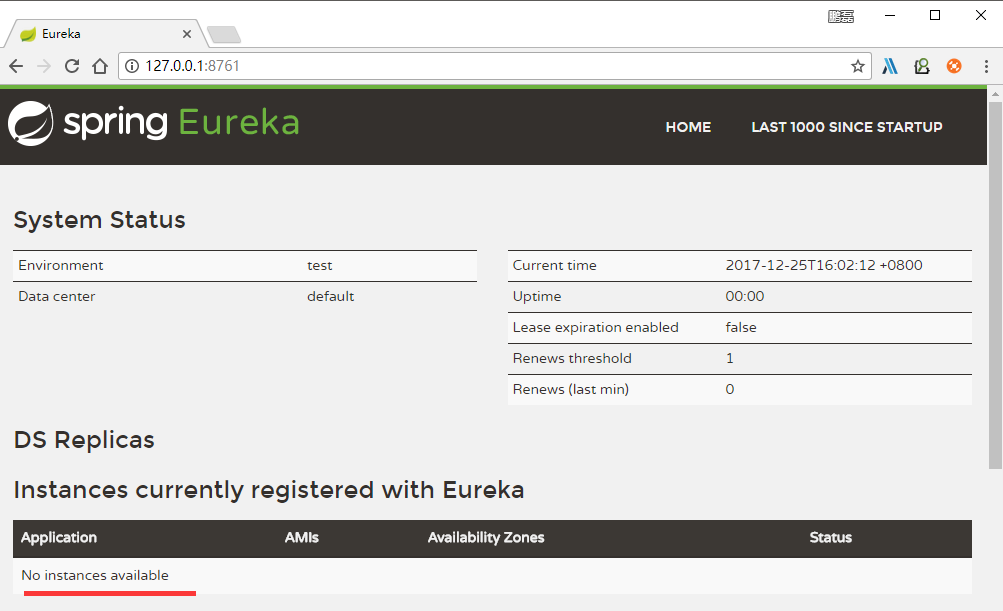 鹏磊
Eureka
127.0.0.1:8761
spring Eureka
HOME
LAST 1000 SINCE STARTUP
System Status
Environment test
Data center default
Current time 2017-12-25T16:02:12 +0800
Uptime 00:00
Lease expiration enabled false
Renews threshold 1
Renews (last min) 0
DS Replicas
Instances currently registered with Eureka
Application AMIs Availability Zones Status
No instances available